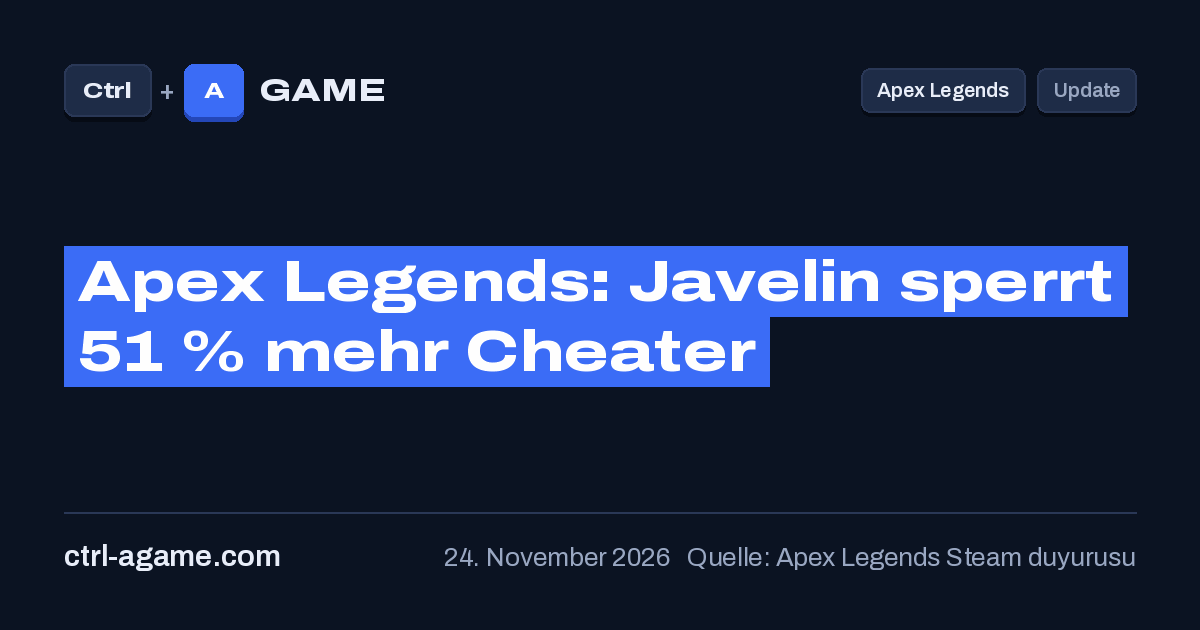 Ctrl + A GAME
Apex Legends Update
Apex Legends: Javelin sperrt
51 % mehr Cheater
ctrl-agame.com
24. November 2026 Quelle: Apex Legends Steam duyurusu